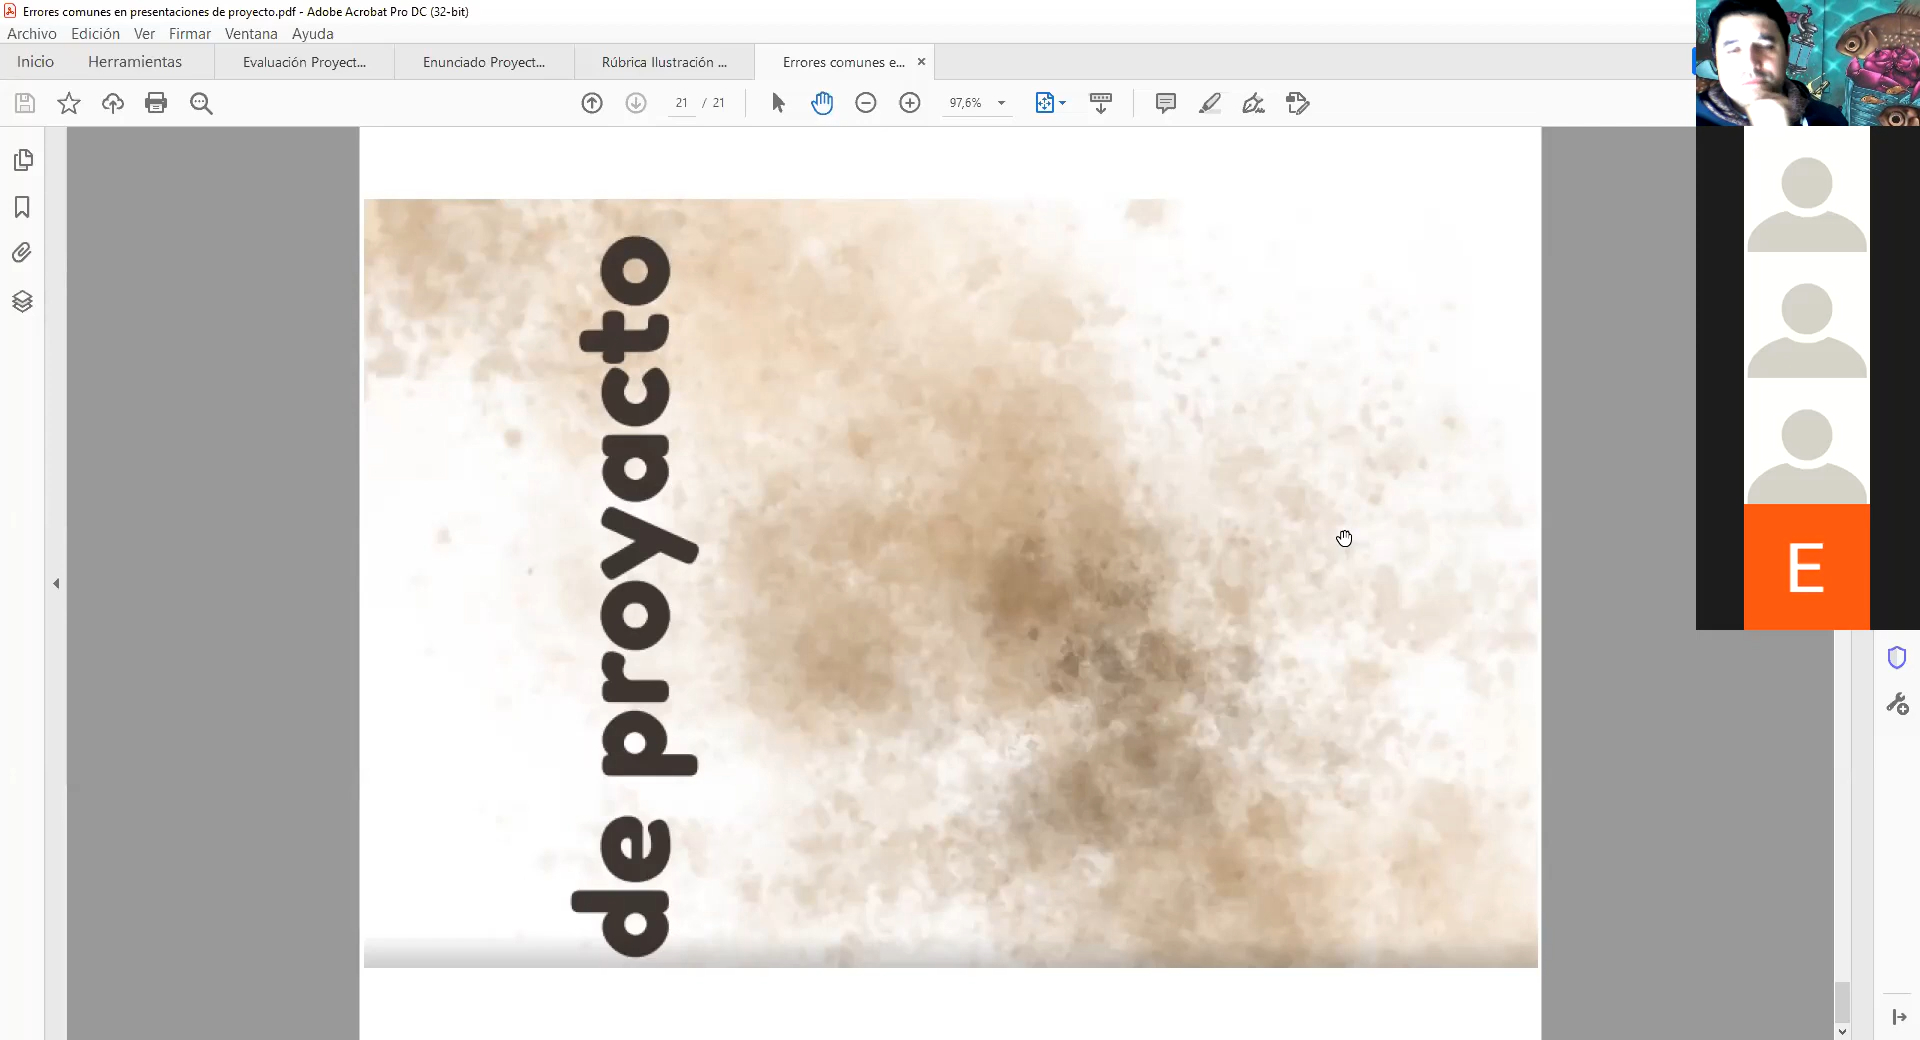 Errores comunes en presentaciones de proyecto.pdf - Adobe Acrobat Pro DC (32-bit)
Archivo Edición Ver Firmar Ventana Ayuda
Inicio Herramientas Evaluación Proyect... Enunciado Proyect... Rúbrica Ilustración ... Errores comunes e... ×
21 / 21 97,6%
de proyacto
E